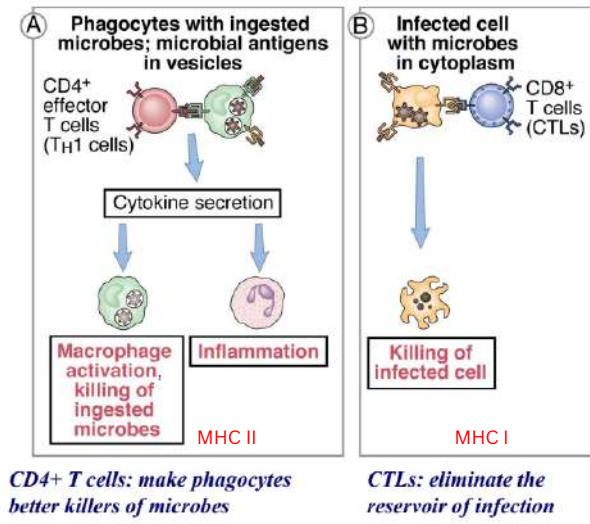 A
Phagocytes with ingested
microbes; microbial antigens
in vesicles
CD4+
effector
T cells
(TH1 cells)
Cytokine secretion
Macrophage
activation,
killing of
ingested
microbes
Inflammation
MHC II
CD4+ T cells: make phagocytes
better killers of microbes
B
Infected cell
with microbes
in cytoplasm
CD8+
T cells
(CTLs)
Killing of
infected cell
MHC I
CTLs: eliminate the
reservoir of infection